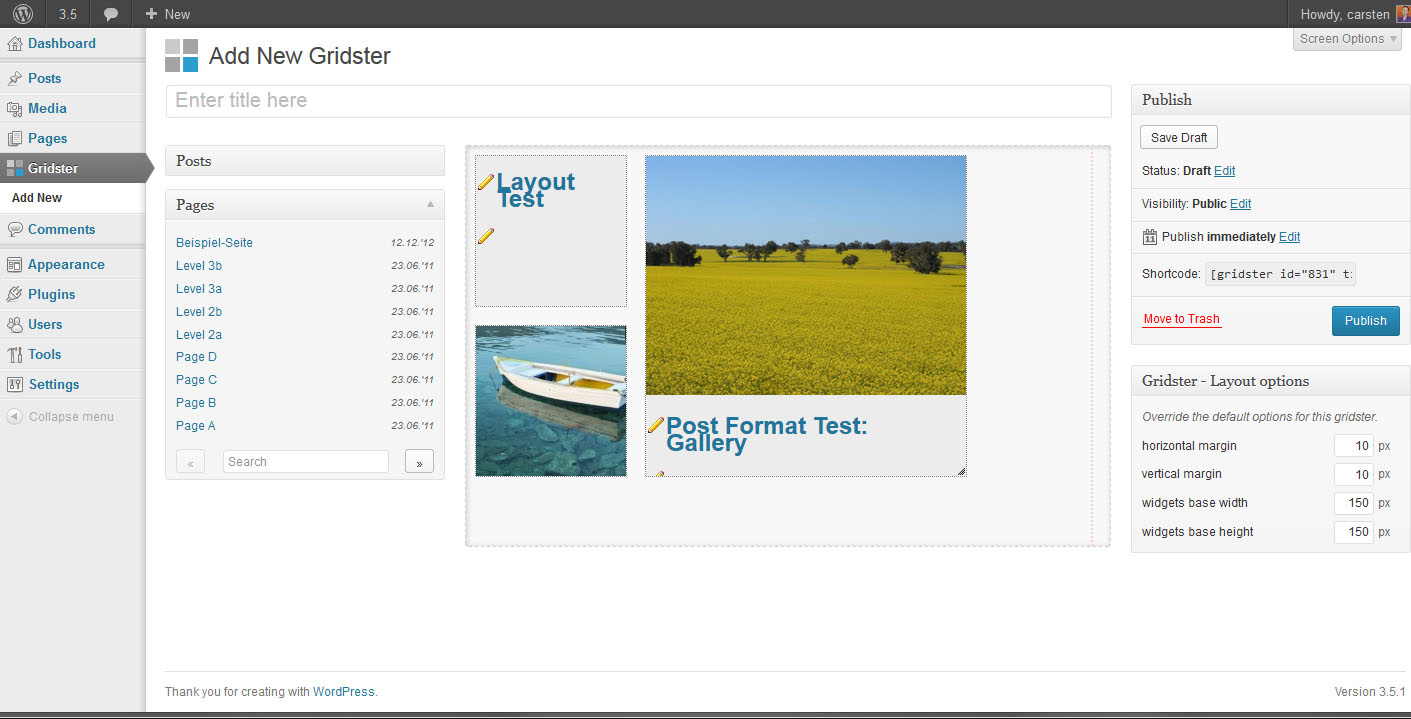 3.5
New
Howdy, carsten
Screen Options
Dashboard
Posts
Media
Pages
Gridster
Add New
Comments
Appearance
Plugins
Users
Tools
Settings
Collapse menu
Add New Gridster
Enter title here
Posts
Pages
Beispiel-Seite 12.12.'12
Level 3b 23.06.'11
Level 3a 23.06.'11
Level 2b 23.06.'11
Level 2a 23.06.'11
Page D 23.06.'11
Page C 23.06.'11
Page B 23.06.'11
Page A 23.06.'11
« Search »
Layout
Test
Post Format Test:
Gallery
Publish
Save Draft
Status: Draft Edit
Visibility: Public Edit
Publish immediately Edit
Shortcode: [gridster id="831" t:
Move to Trash Publish
Gridster - Layout options
Override the default options for this gridster.
horizontal margin 10 px
vertical margin 10 px
widgets base width 150 px
widgets base height 150 px
Thank you for creating with WordPress.
Version 3.5.1